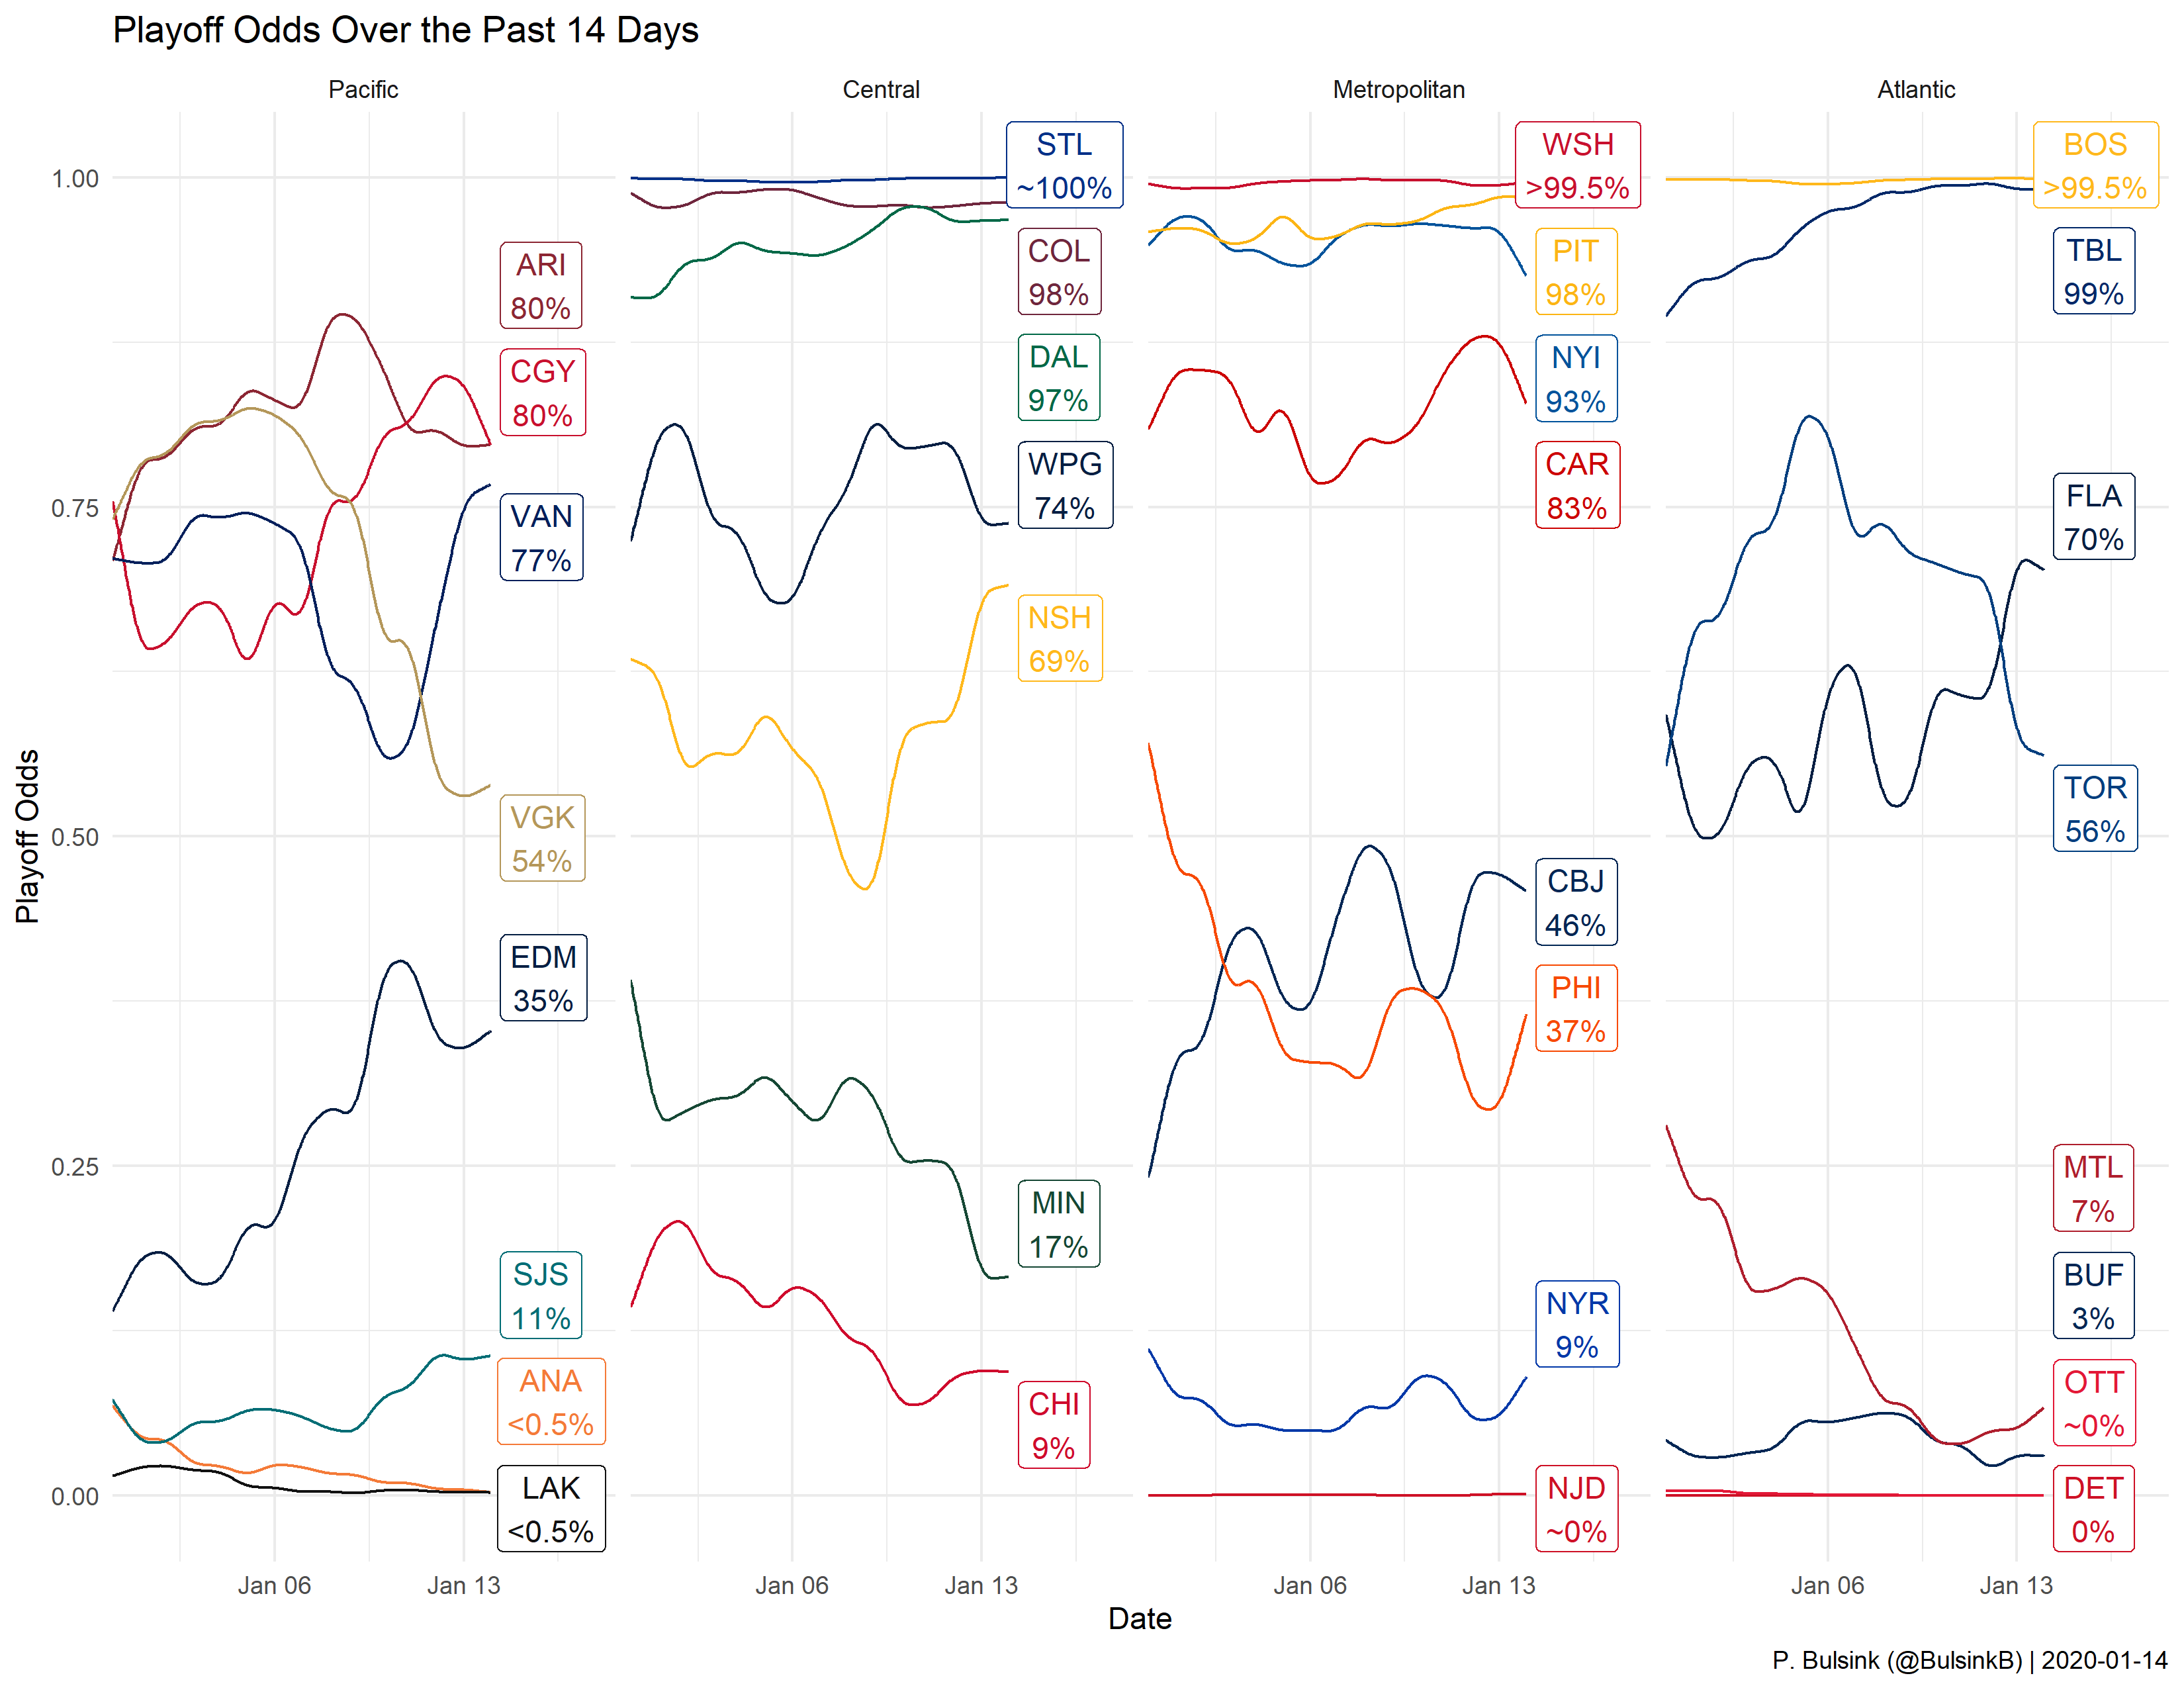 Playoff Odds Over the Past 14 Days
Pacific
Central
Metropolitan
Atlantic
Playoff Odds
1.00
0.75
0.50
0.25
0.00
ARI
80%
CGY
80%
VAN
77%
VGK
54%
EDM
35%
SJS
11%
ANA
<0.5%
LAK
<0.5%
STL
~100%
COL
98%
DAL
97%
WPG
74%
NSH
69%
MIN
17%
CHI
9%
WSH
>99.5%
PIT
98%
NYI
93%
CAR
83%
CBJ
46%
PHI
37%
NYR
9%
NJD
~0%
BOS
>99.5%
TBL
99%
FLA
70%
TOR
56%
MTL
7%
BUF
3%
OTT
~0%
DET
0%
Jan 06
Jan 13
Jan 06
Jan 13
Jan 06
Jan 13
Jan 06
Jan 13
Date
P. Bulsink (@BulsinkB) | 2020-01-14